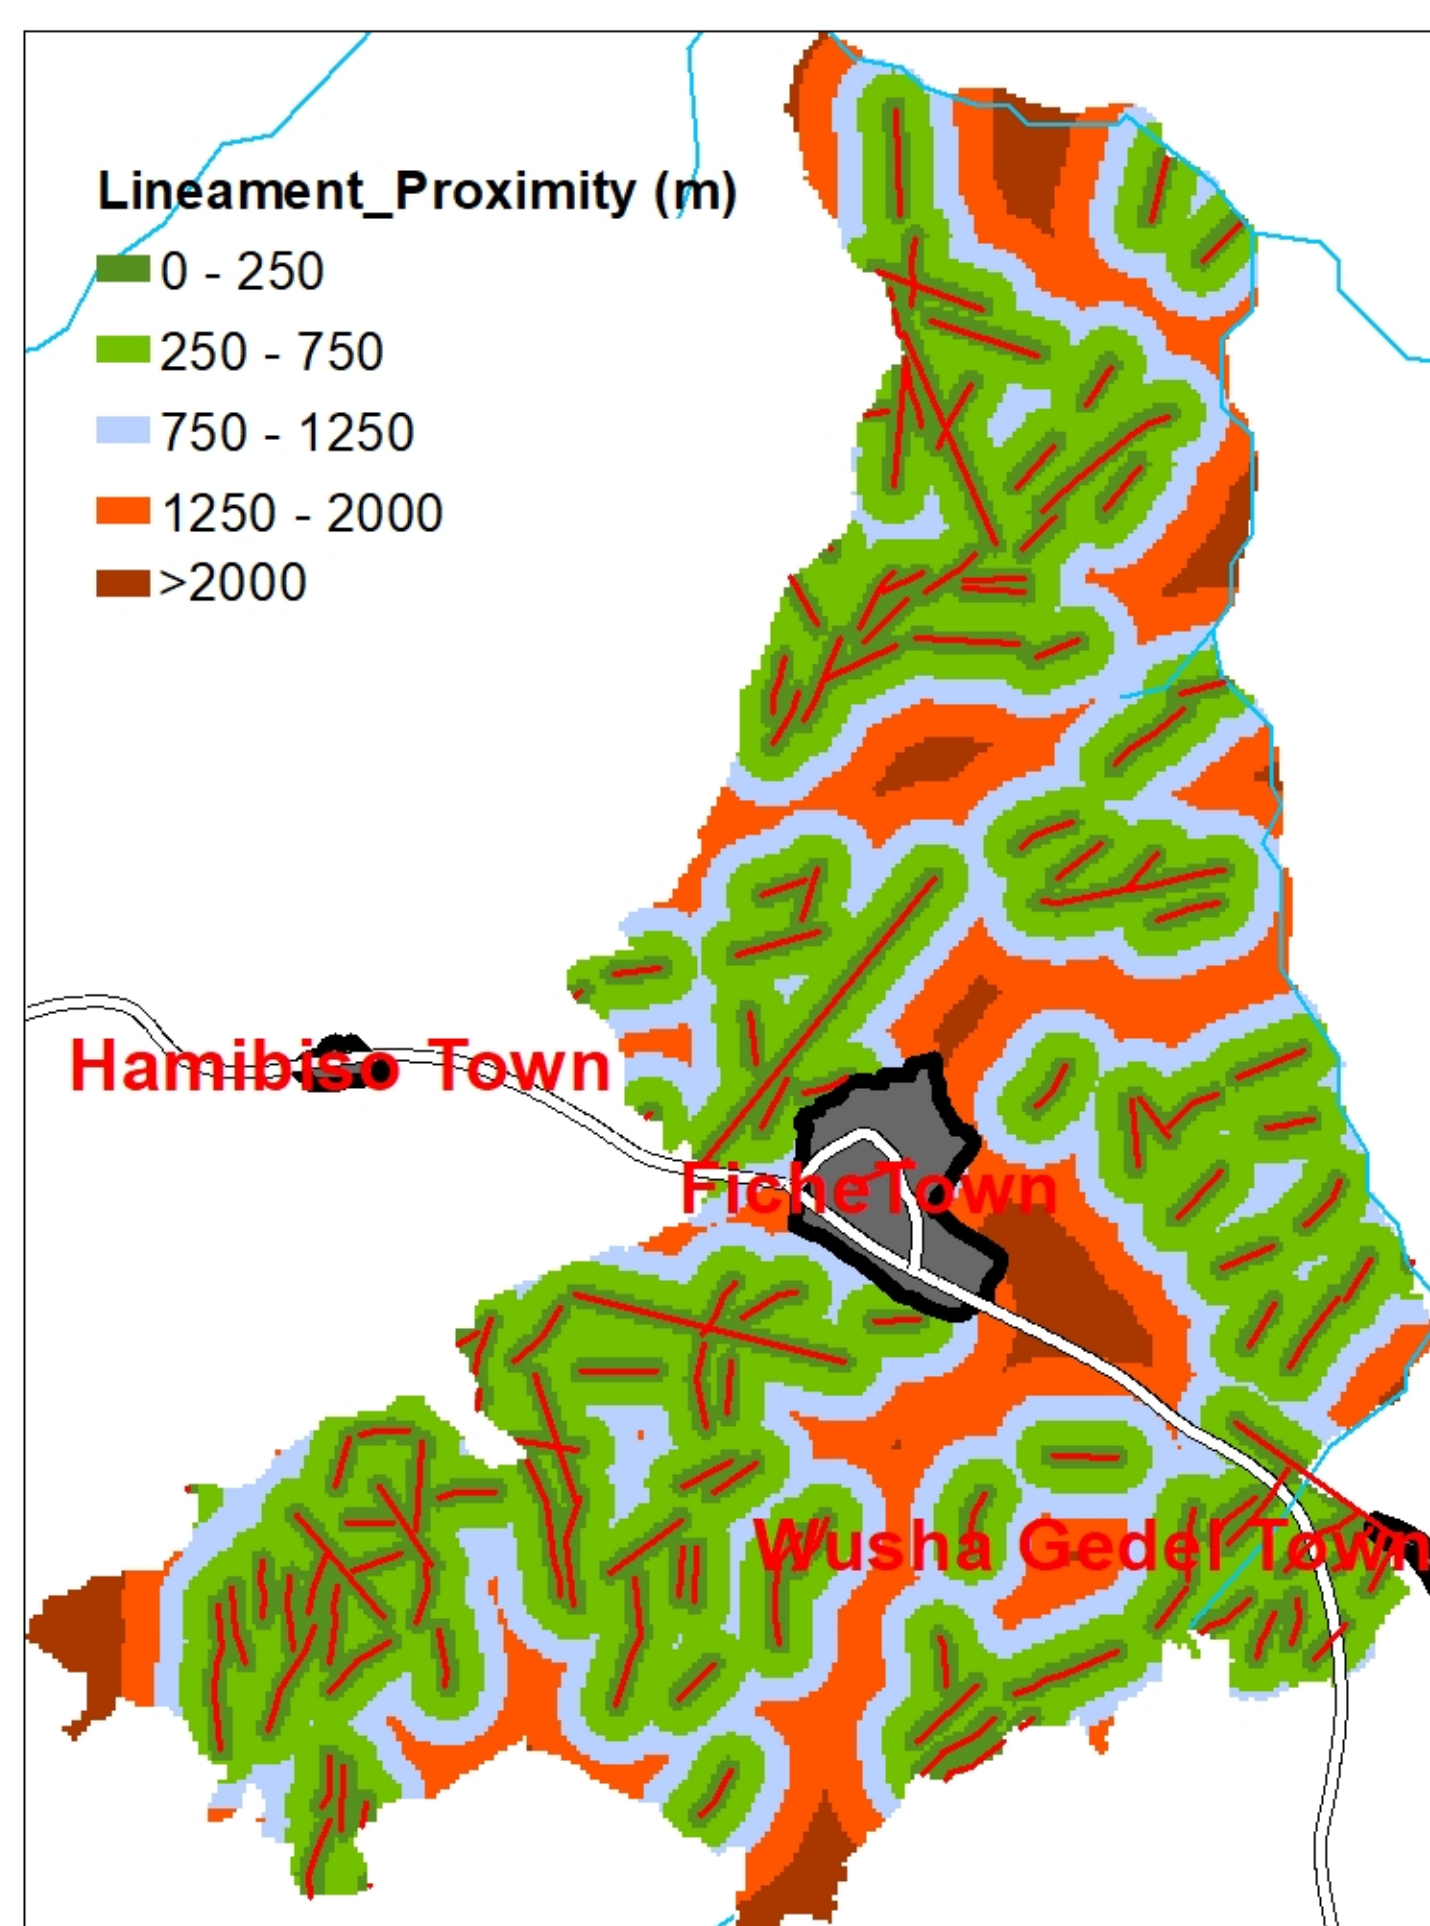 Lineament_Proximity (m)
0 - 250
250 - 750
750 - 1250
1250 - 2000
>2000
Hamibiso Town
FicheTown
Wusha Gedel Town